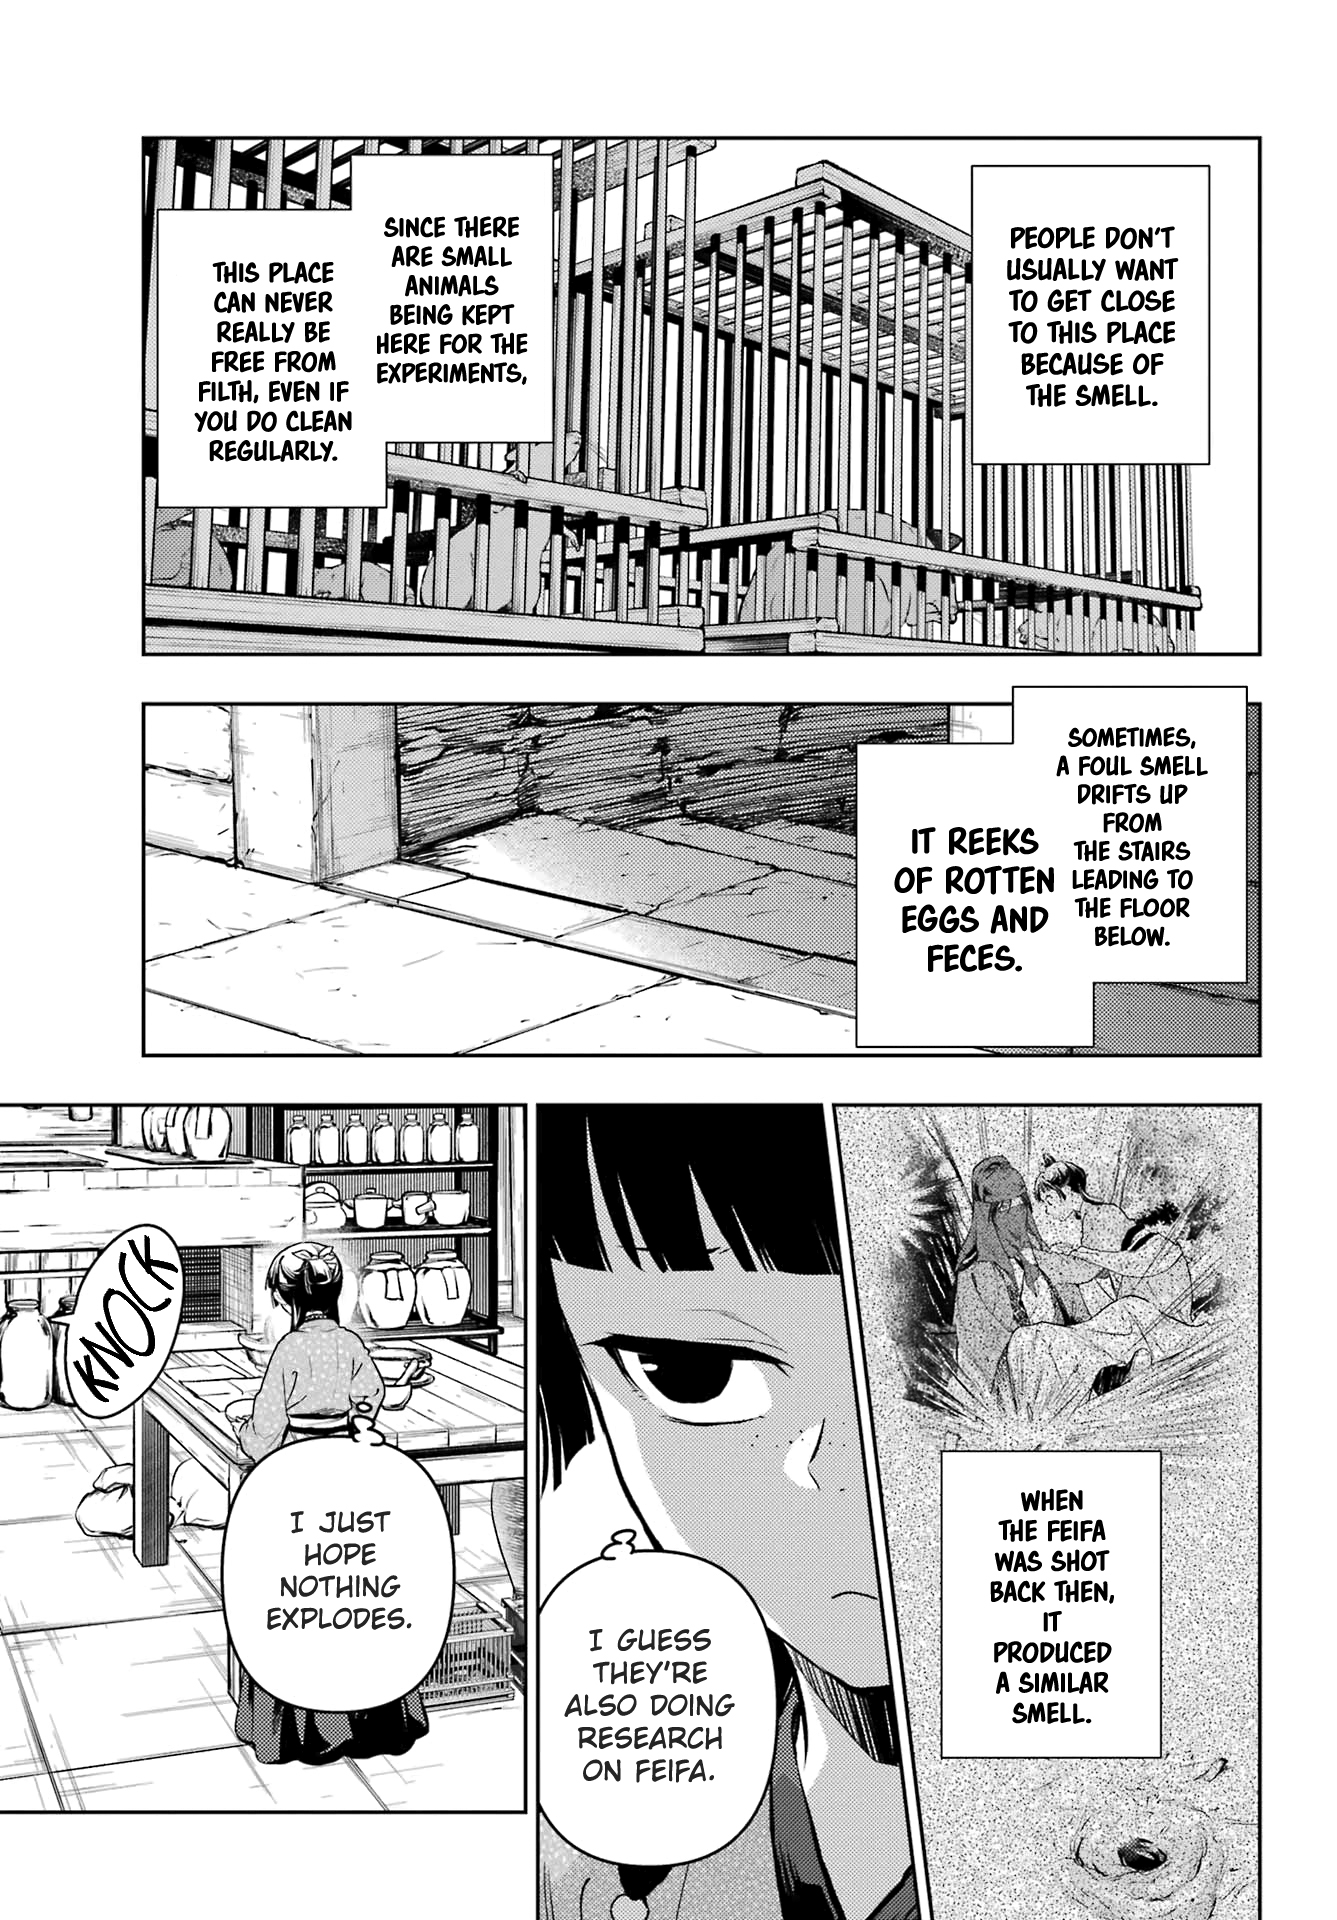 PEOPLE DON'T
USUALLY WANT
TO GET CLOSE
TO THIS PLACE
BECAUSE OF
THE SMELL.
SINCE THERE
ARE SMALL
ANIMALS
BEING KEPT
HERE FOR THE
EXPERIMENTS,
THIS PLACE
CAN NEVER
REALLY BE
FREE FROM
FILTH, EVEN IF
YOU DO CLEAN
REGULARLY.
SOMETIMES,
A FOUL SMELL
DRIFTS UP
FROM
THE STAIRS
LEADING TO
THE FLOOR
BELOW.
IT REEKS
OF ROTTEN
EGGS AND
FECES.
WHEN
THE FEIFA
WAS SHOT
BACK THEN,
IT
PRODUCED
A SIMILAR
SMELL.
I GUESS
THEY'RE
ALSO DOING
RESEARCH
ON FEIFA.
I JUST
HOPE
NOTHING
EXPLODES.
KNOCK